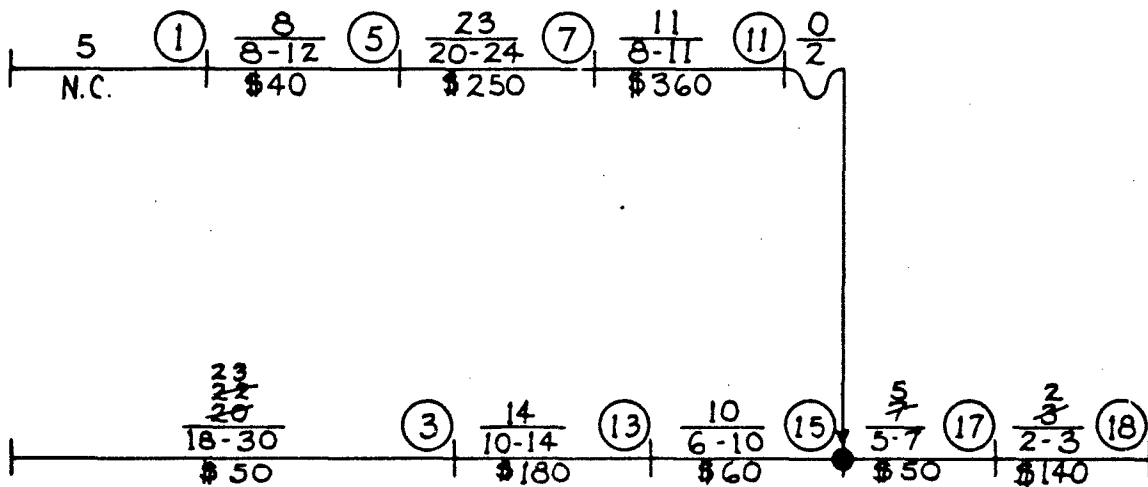 5 ① 8 ⑤ 23 ⑦ 11 ⑪ 0
8-12 20-24 8-11 2
N.C. $40 $250 $360
23
22 5 2
20 ③ 14 ⑬ 10 ⑮ 7 ⑰ 3 ⑱
18-30 10-14 6-10 5-7 2-3
$50 $180 $60 $50 $140